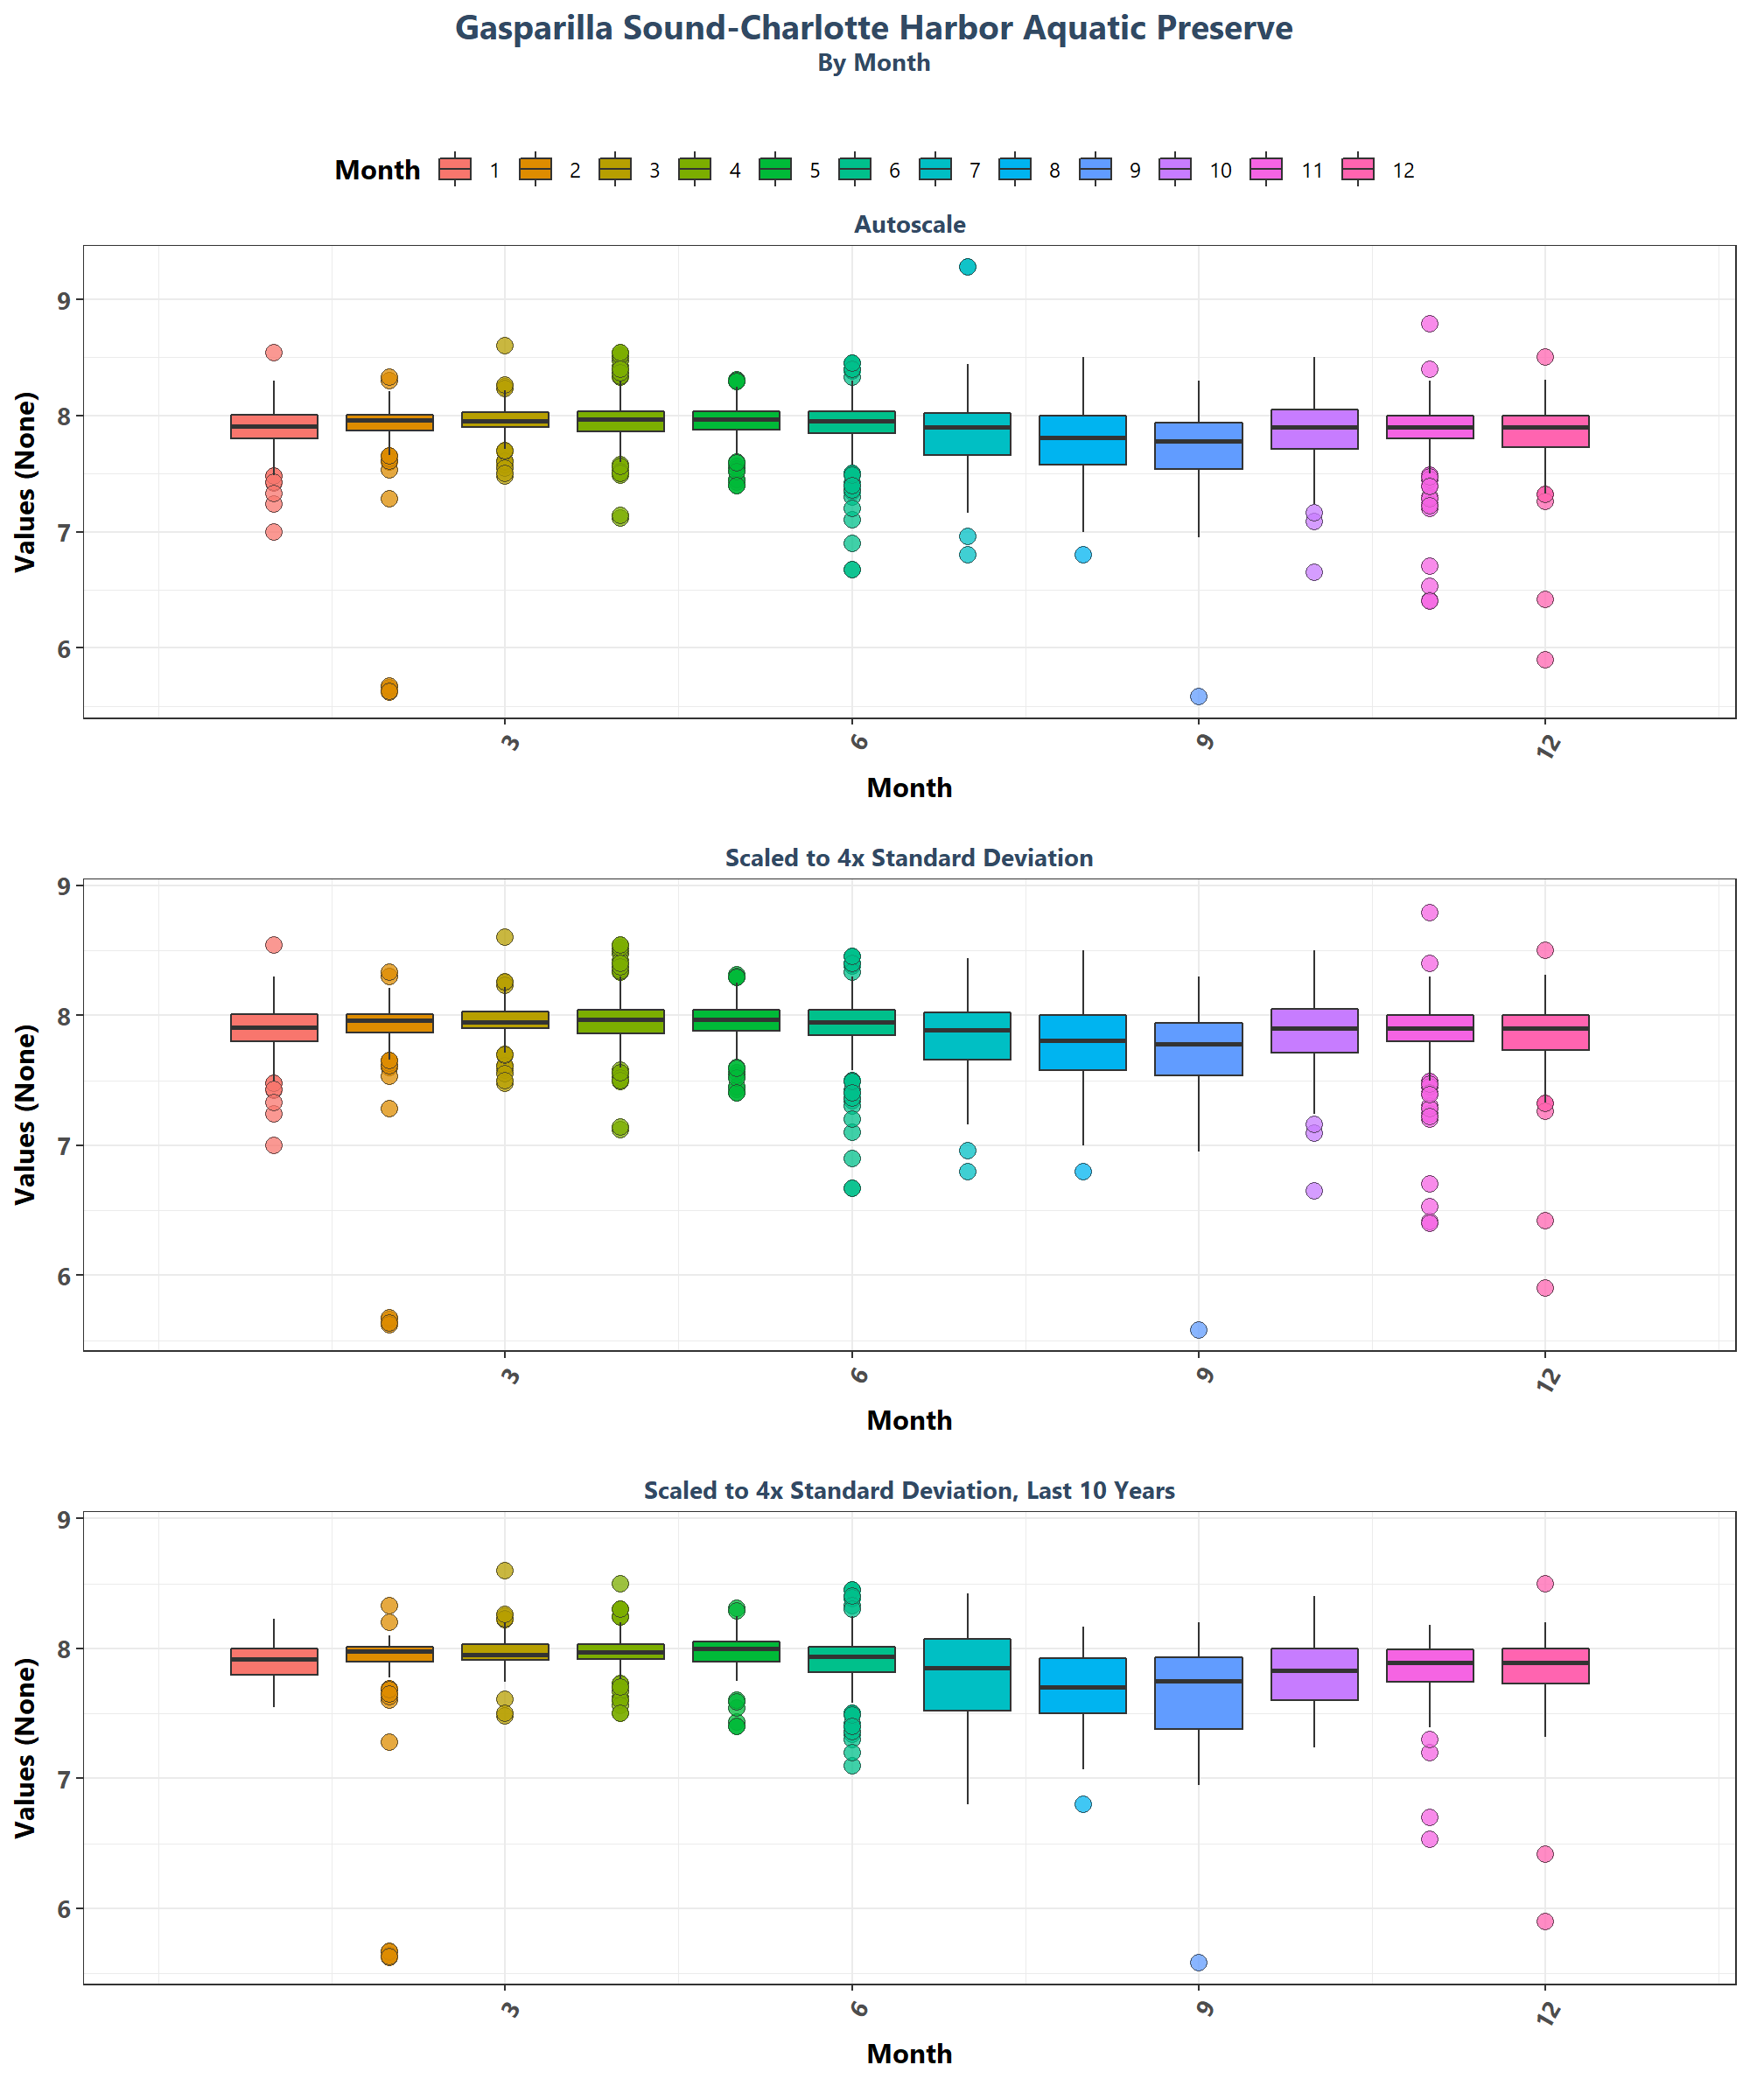 Gasparilla Sound-Charlotte Harbor Aquatic Preserve
By Month
Month 1 2 3 4 5 6 7 8 9 10 11 12
Autoscale
Values (None)
9
8
7
6
3 6 9 12
Month
Scaled to 4x Standard Deviation
Values (None)
9
8
7
6
3 6 9 12
Month
Scaled to 4x Standard Deviation, Last 10 Years
Values (None)
9
8
7
6
3 6 9 12
Month